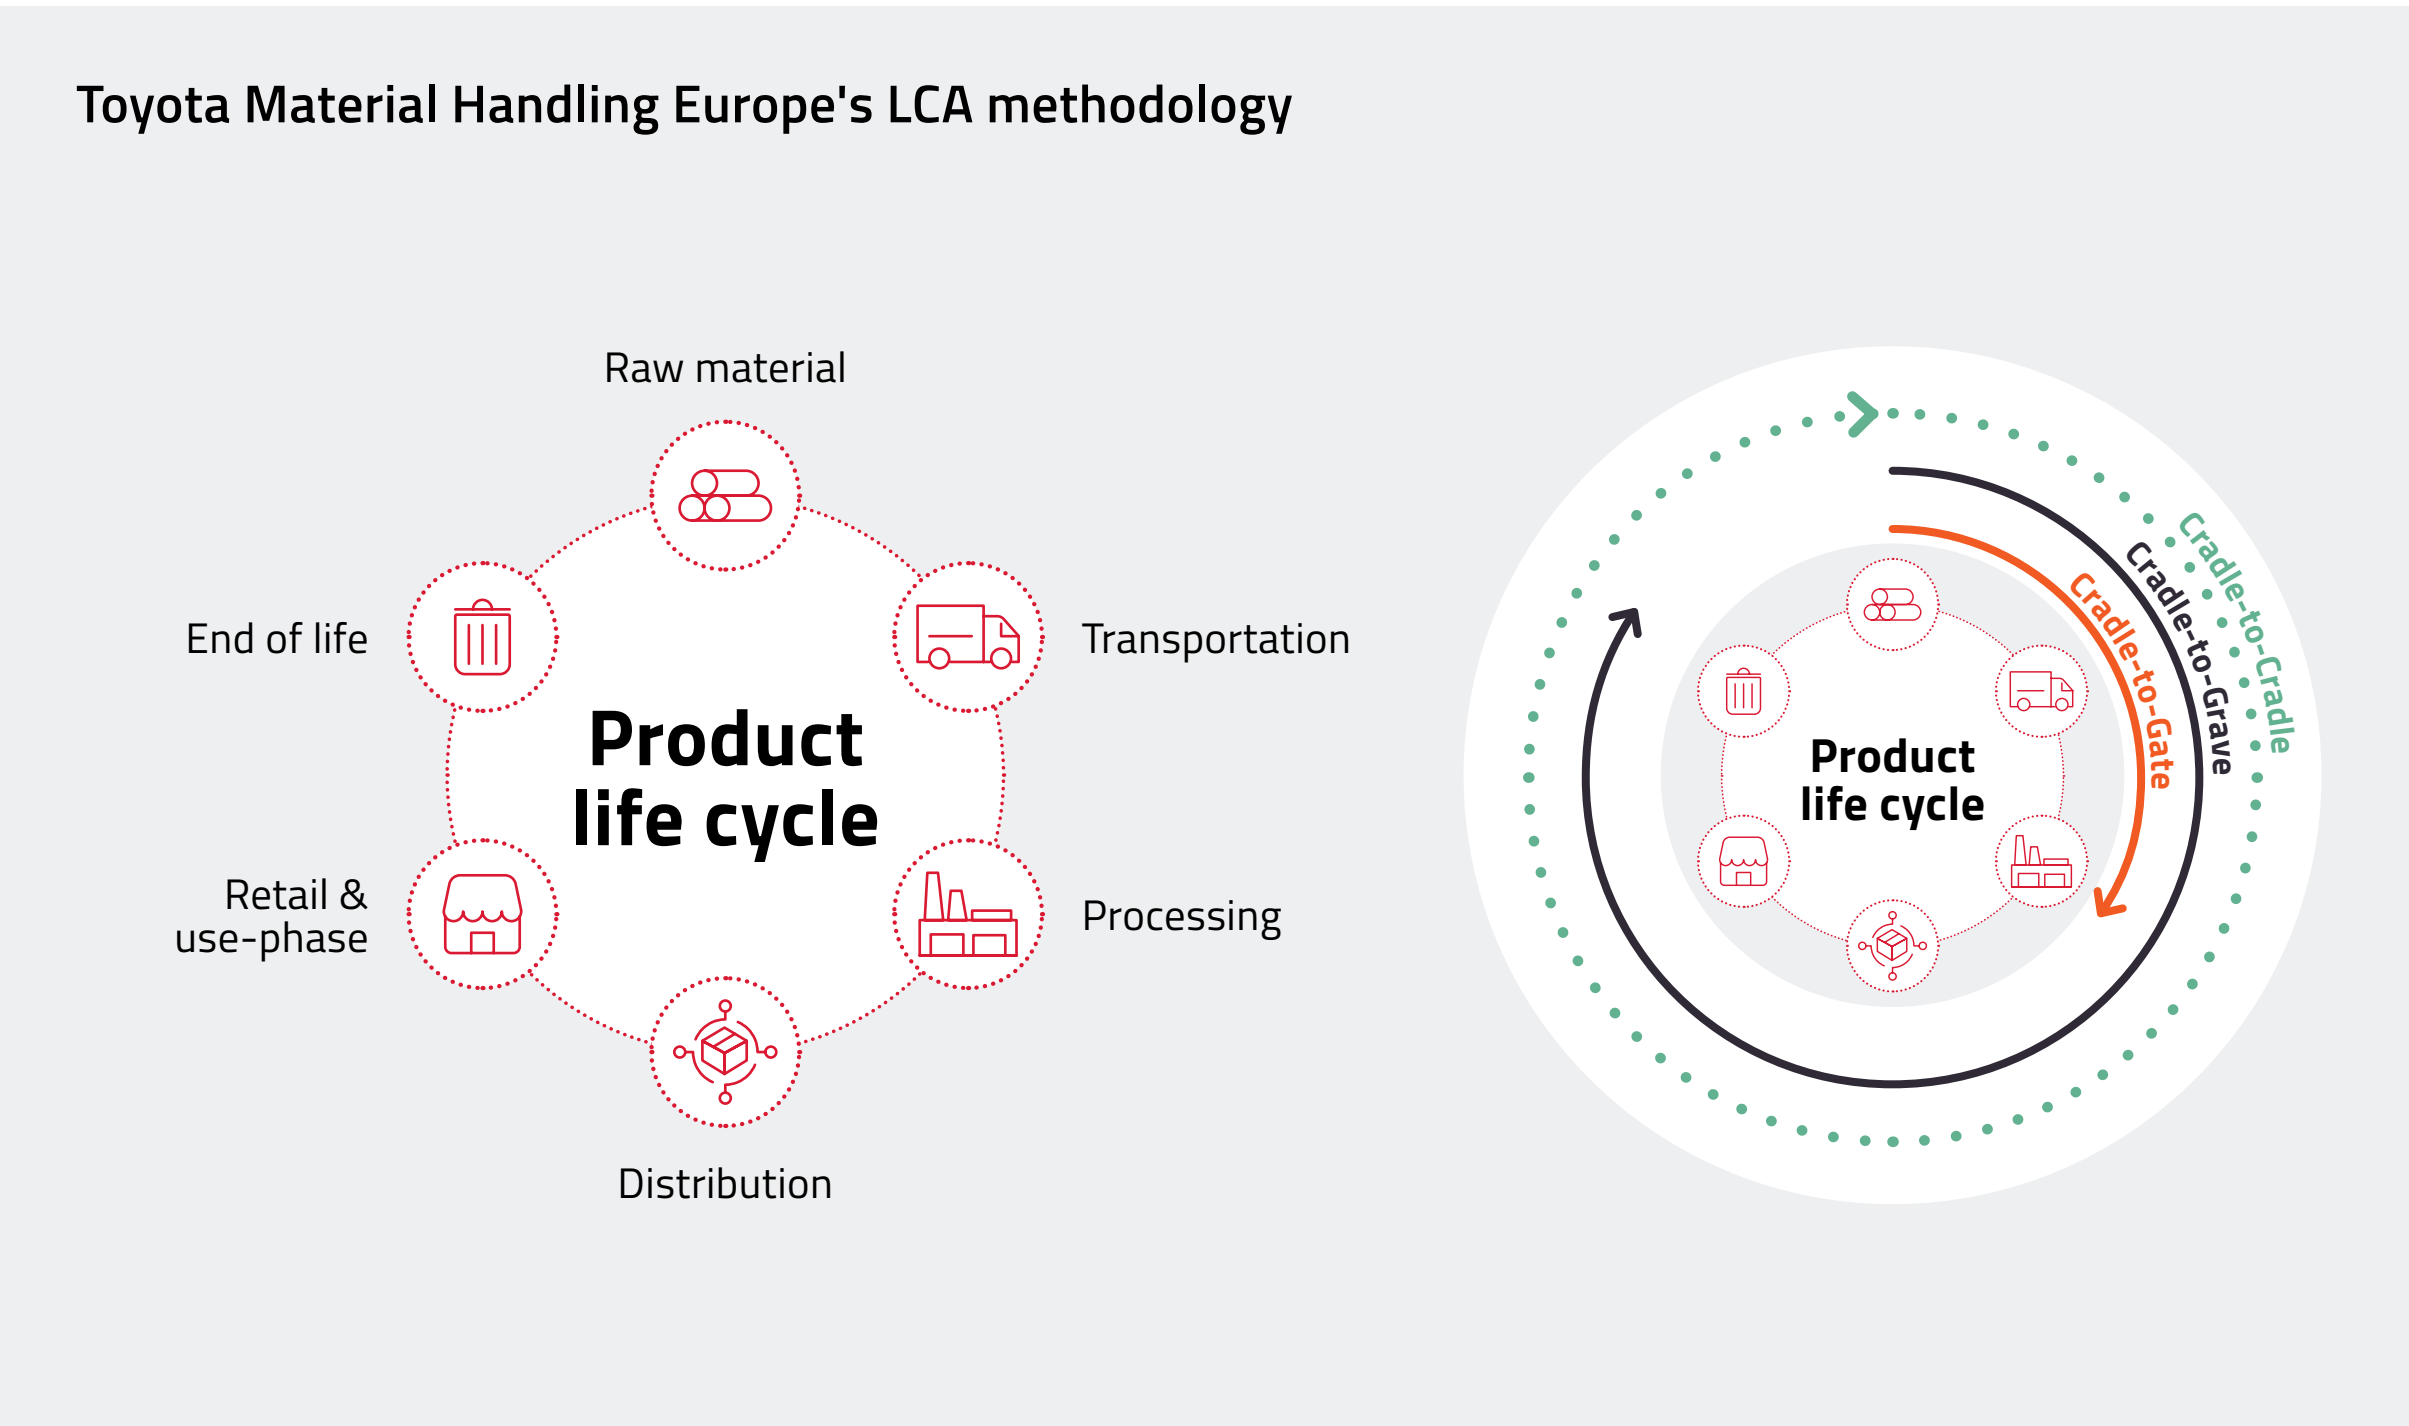 Toyota Material Handling Europe's LCA methodology
Raw material
End of life
Transportation
Product
life cycle
Retail &
use-phase
Processing
Distribution
Cradle-to-Cradle
Cradle-to-Grave
Cradle-to-Gate
Product
life cycle